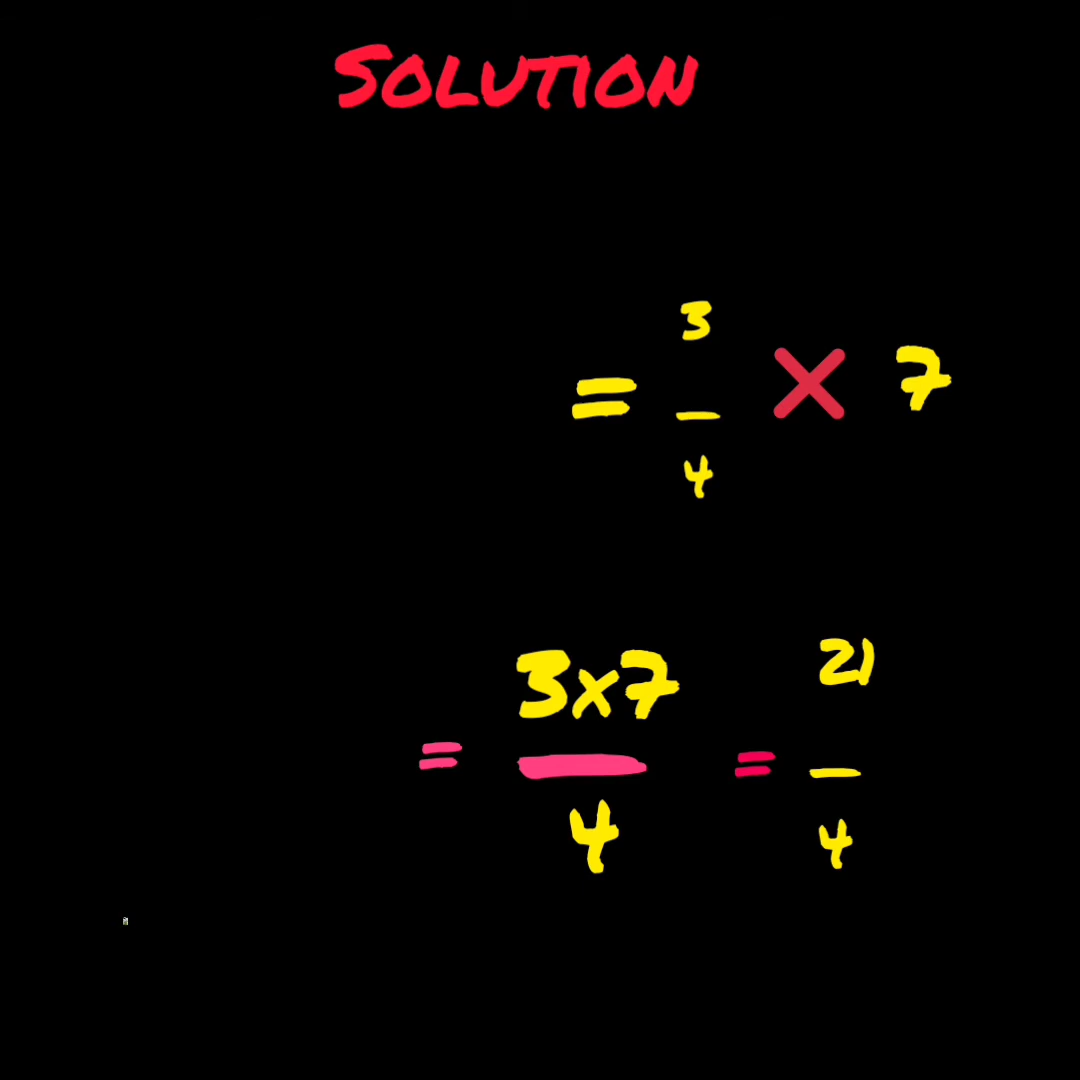 SOLUTION
= 3/4 × 7
= 3x7/4 = 21/4